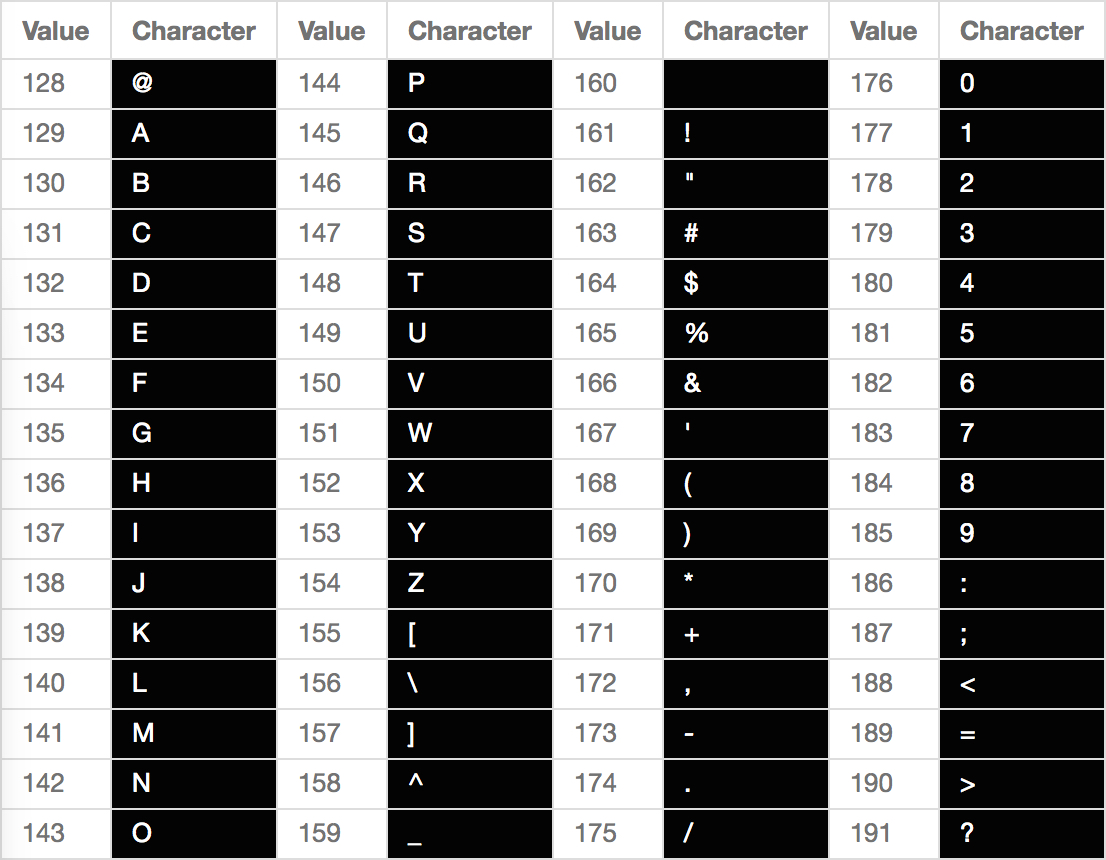 Value Character Value Character Value Character Value Character
128 @ 144 P 160 176 0
129 A 145 Q 161 ! 177 1
130 B 146 R 162 " 178 2
131 C 147 S 163 # 179 3
132 D 148 T 164 $ 180 4
133 E 149 U 165 % 181 5
134 F 150 V 166 & 182 6
135 G 151 W 167 ' 183 7
136 H 152 X 168 ( 184 8
137 I 153 Y 169 ) 185 9
138 J 154 Z 170 * 186 :
139 K 155 [ 171 + 187 ;
140 L 156 \ 172 , 188 <
141 M 157 ] 173 - 189 =
142 N 158 ^ 174 . 190 >
143 O 159 _ 175 / 191 ?